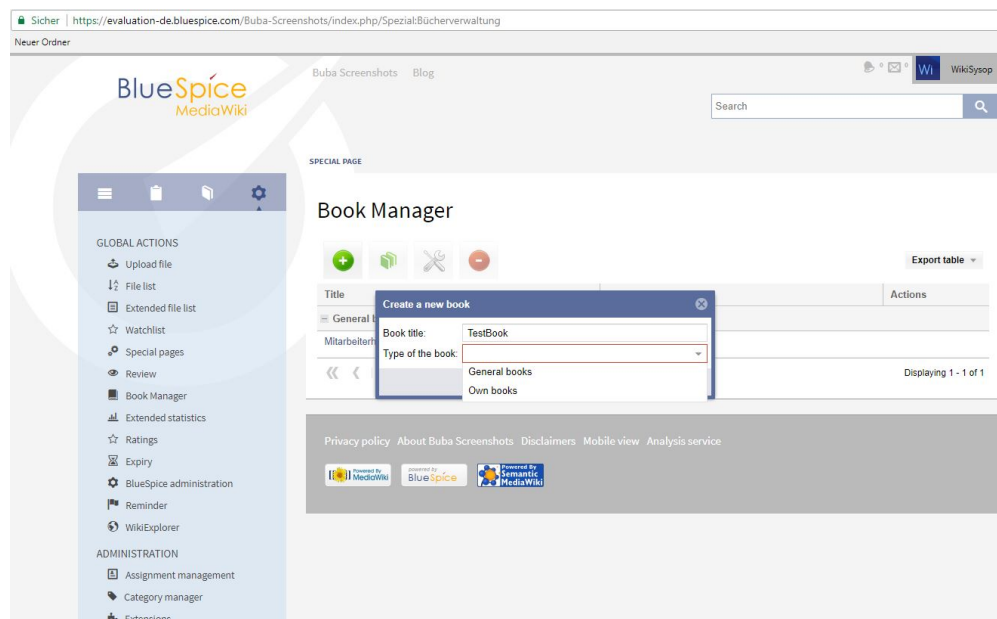 Sicher | https://evaluation-de.bluespice.com/Buba-Screenshots/index.php/Spezial:Bücherverwaltung
Neuer Ordner
BlueSpice
MediaWiki
Buba Screenshots Blog
0 0 Wi WikiSysop
Search
SPECIAL PAGE
Book Manager
GLOBAL ACTIONS
Upload file
File list
Extended file list
Watchlist
Special pages
Review
Book Manager
Extended statistics
Ratings
Expiry
BlueSpice administration
Reminder
WikiExplorer
ADMINISTRATION
Assignment management
Category manager
Extensions
Export table
Title Actions
General
Mitarbeiterh
Displaying 1 - 1 of 1
Create a new book
Book title: TestBook
Type of the book:
General books
Own books
Privacy policy About Buba Screenshots Disclaimers Mobile view Analysis service
Powered By
MediaWiki
powered by
BlueSpice
Powered By
Semantic
MediaWiki